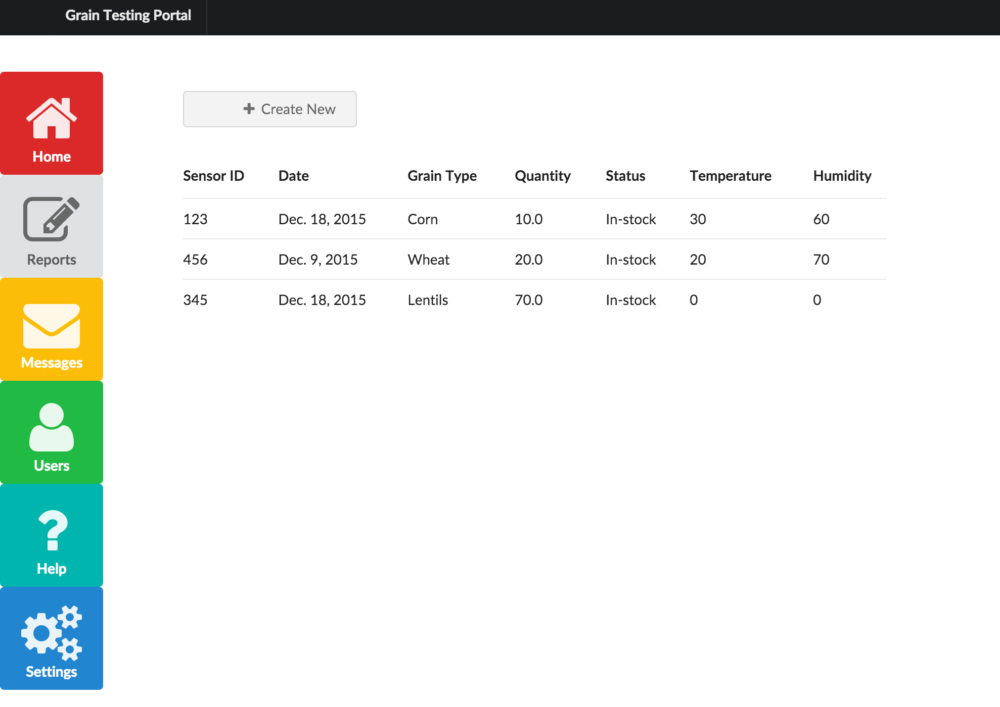 Grain Testing Portal
Home
Reports
Messages
Users
Help
Settings
Create New
Sensor ID Date Grain Type Quantity Status Temperature Humidity
123 Dec. 18, 2015 Corn 10.0 In-stock 30 60
456 Dec. 9, 2015 Wheat 20.0 In-stock 20 70
345 Dec. 18, 2015 Lentils 70.0 In-stock 0 0